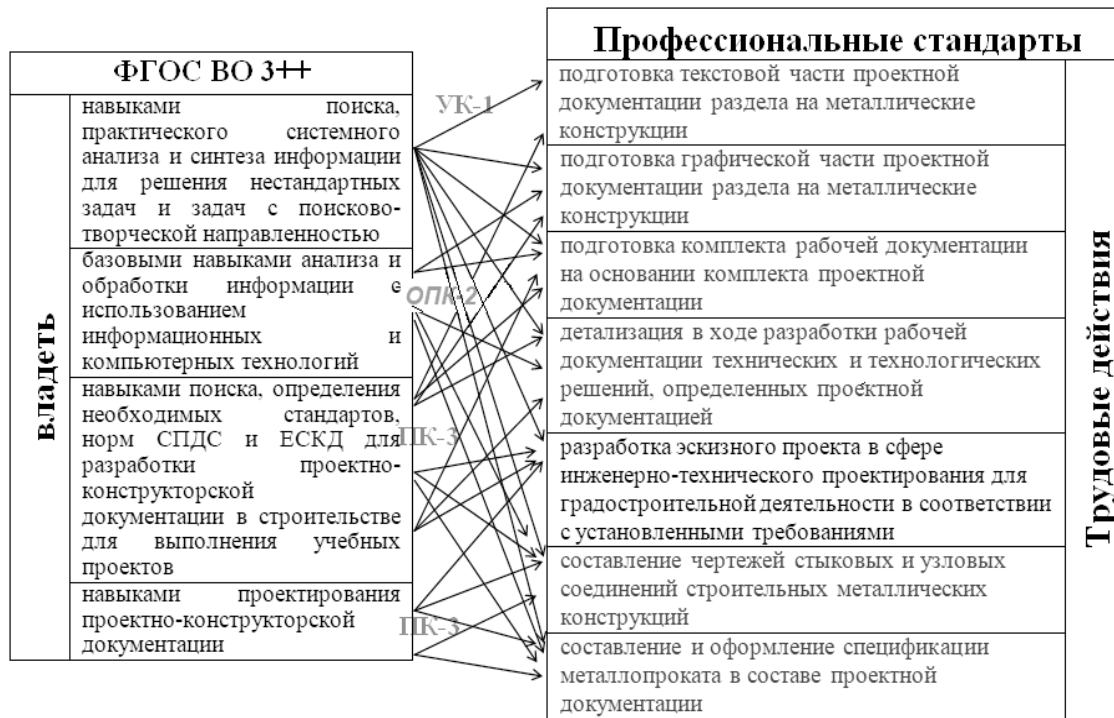 ФГОС ВО 3++
владеть
навыками поиска,
практического системного
анализа и синтеза информации
для решения нестандартных
задач и задач с поисково-
творческой направленностью
базовыми навыками анализа и
обработки информации с
использованием
информационных и
компьютерных технологий
навыками поиска, определения
необходимых стандартов,
норм СПДС и ЕСКД для
разработки проектно-
конструкторской
документации в строительстве
для выполнения учебных
проектов
навыками проектирования
проектно-конструкторской
документации
УК-1
ОПК-2
ПК-3
ПК-3
Профессиональные стандарты
подготовка текстовой части проектной
документации раздела на металлические
конструкции
подготовка графической части проектной
документации раздела на металлические
конструкции
подготовка комплекта рабочей документации
на основании комплекта проектной
документации
детализация в ходе разработки рабочей
документации технических и технологических
решений, определенных проектной
документацией
разработка эскизного проекта в сфере
инженерно-технического проектирования для
градостроительной деятельности в соответствии
с установленными требованиями
составление чертежей стыковых и узловых
соединений строительных металлических
конструкций
составление и оформление спецификации
металлопроката в составе проектной
документации
Трудовые действия